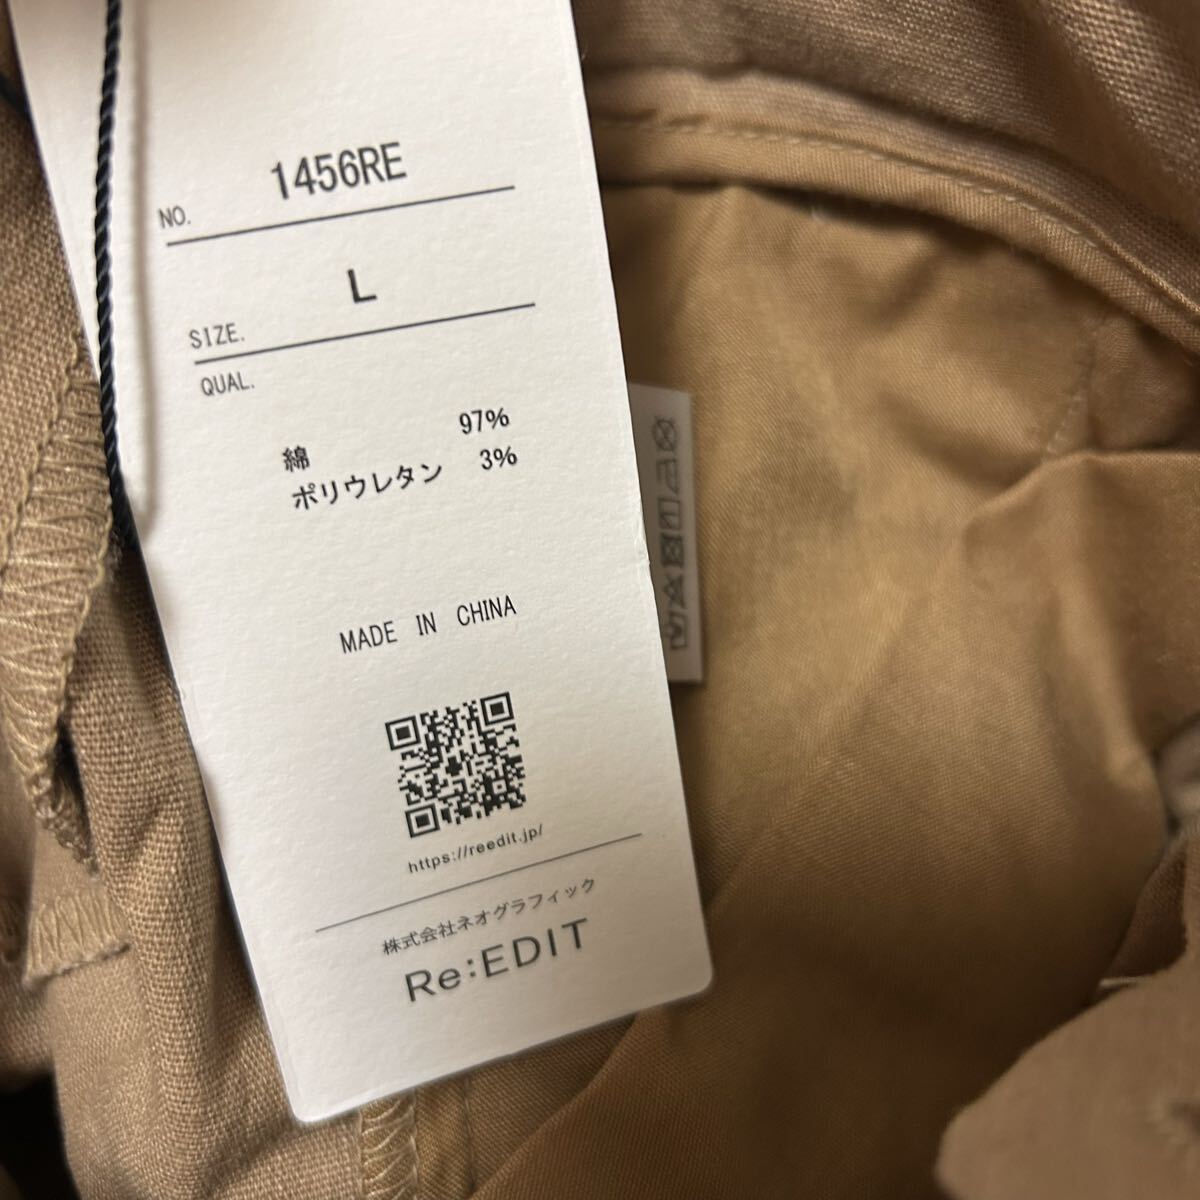 NO. 1456RE
SIZE. L
QUAL.
綿 97%
ポリウレタン 3%
MADE IN CHINA
https://reedit.jp/
株式会社ネオグラフィック
Re:EDIT